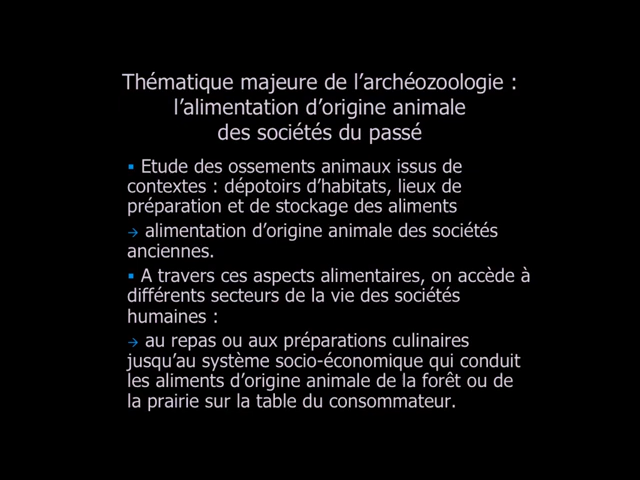 Thématique majeure de l’archéozoologie :
l’alimentation d’origine animale
des sociétés du passé
▪ Etude des ossements animaux issus de
contextes : dépotoirs d’habitats, lieux de
préparation et de stockage des aliments
→ alimentation d’origine animale des sociétés
anciennes.
▪ A travers ces aspects alimentaires, on accède à
différents secteurs de la vie des sociétés
humaines :
→ au repas ou aux préparations culinaires
jusqu’au système socio-économique qui conduit
les aliments d’origine animale de la forêt ou de
la prairie sur la table du consommateur.